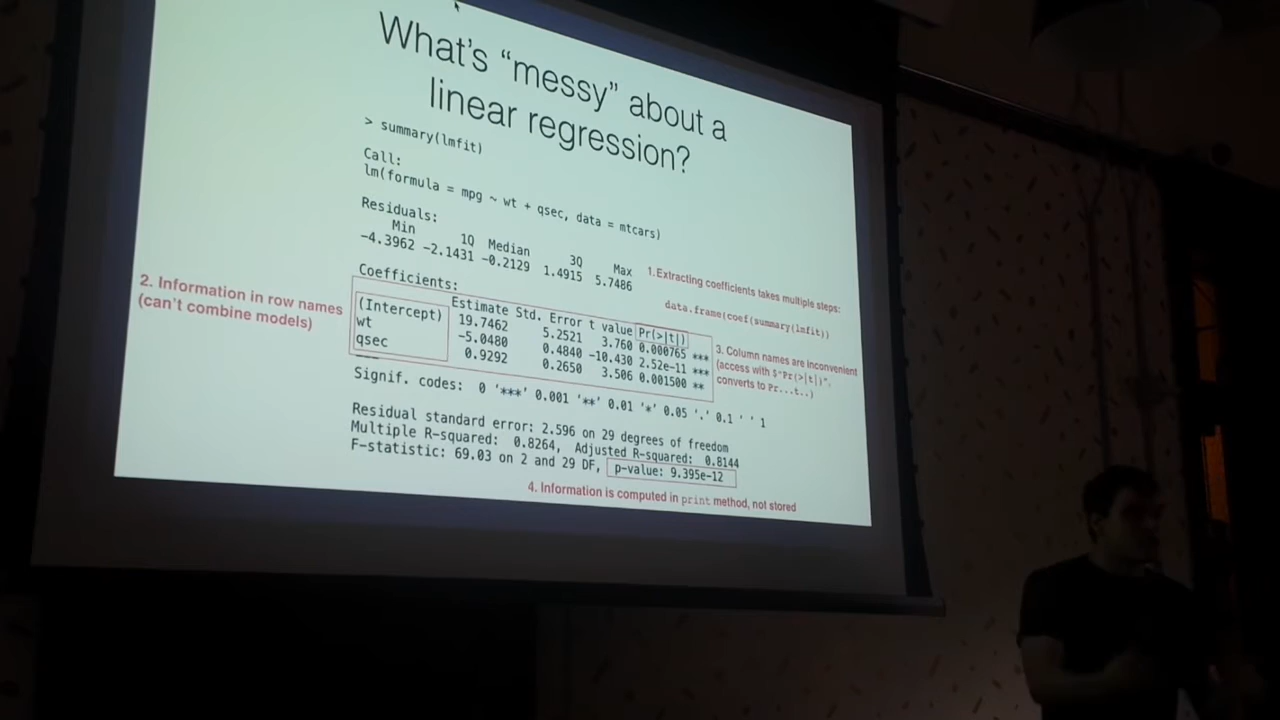 What's “messy” about a
linear regression?
> summary(lmfit)
Call:
lm(formula = mpg ~ wt + qsec, data = mtcars)
Residuals:
Min 1Q Median 3Q Max
-4.3962 -2.1431 -0.2129 1.4915 5.7486
1. Extracting coefficients takes multiple steps:
data.frame(coef(summary(lmfit))
2. Information in row names
(can't combine models)
Coefficients:
Estimate Std. Error t value Pr(>|t|)
(Intercept) 19.7462 5.2521 3.760 0.000765 ***
wt -5.0480 0.4840 -10.430 2.52e-11 ***
qsec 0.9292 0.2650 3.506 0.001500 **
---
3. Column names are inconvenient
(access with $"Pr(>|t|)",
converts to Pr...t..)
Signif. codes: 0 ‘***’ 0.001 ‘**’ 0.01 ‘*’ 0.05 ‘.’ 0.1 ‘ ’ 1
Residual standard error: 2.596 on 29 degrees of freedom
Multiple R-squared: 0.8264, Adjusted R-squared: 0.8144
F-statistic: 69.03 on 2 and 29 DF, p-value: 9.395e-12
4. Information is computed in print method, not stored